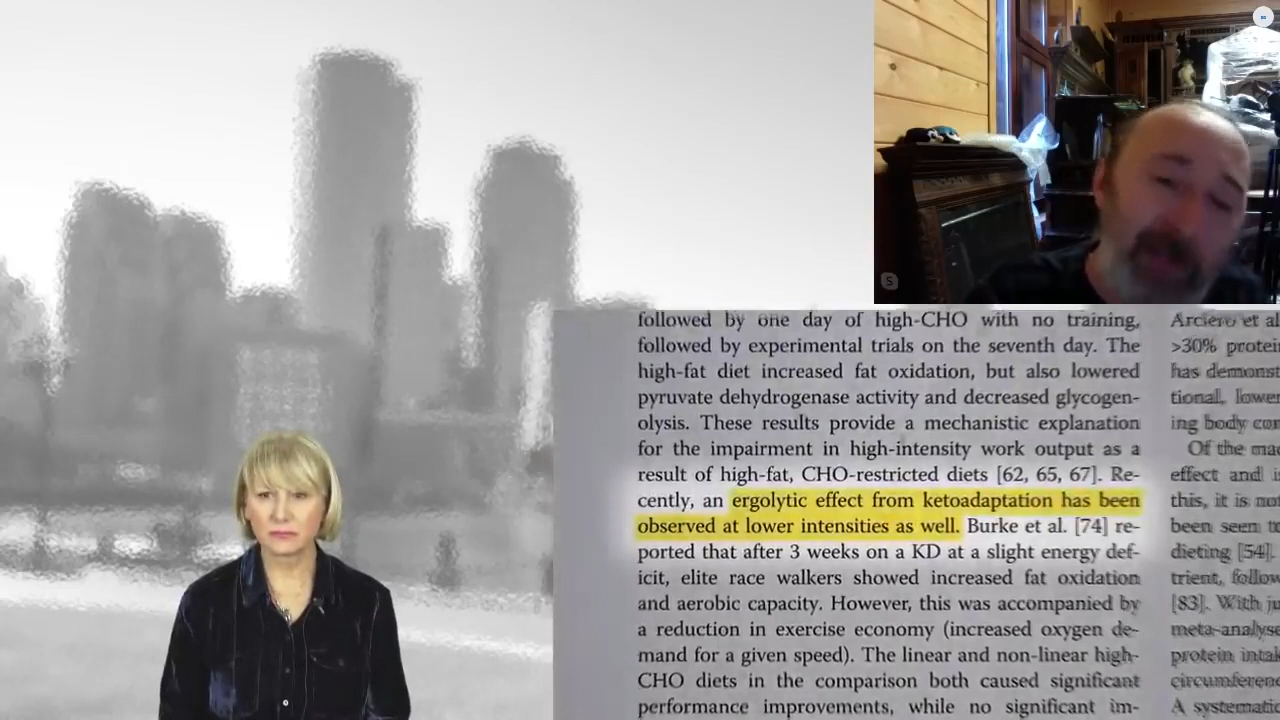 followed by one day of high-CHO with no training,
followed by experimental trials on the seventh day. The
high-fat diet increased fat oxidation, but also lowered
pyruvate dehydrogenase activity and decreased glycogen-
olysis. These results provide a mechanistic explanation
for the impairment in high-intensity work output as a
result of high-fat, CHO-restricted diets [62, 65, 67]. Re-
cently, an ergolytic effect from ketoadaptation has been
observed at lower intensities as well. Burke et al. [74] re-
ported that after 3 weeks on a KD at a slight energy def-
icit, elite race walkers showed increased fat oxidation
and aerobic capacity. However, this was accompanied by
a reduction in exercise economy (increased oxygen de-
mand for a given speed). The linear and non-linear high-
CHO diets in the comparison both caused significant
performance improvements, while no significant im-
Arciero et al
>30% protein
has demonst
tional, lower
ing body com
Of the mac
effect and i
this, it is not
been seen to
dieting [54].
trient, follow
[83]. With ju
meta-analyse
protein intak
circumferenc
A systematic